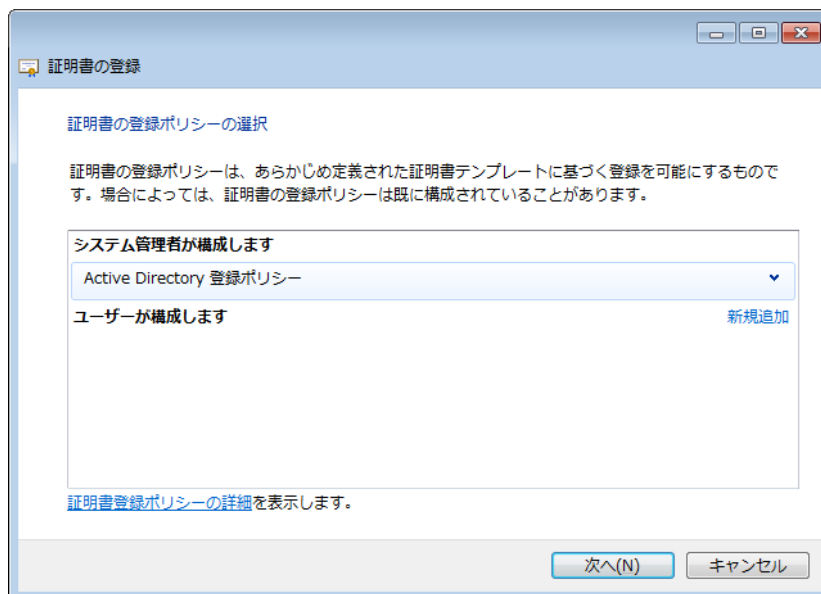 証明書の登録
証明書の登録ポリシーの選択
証明書の登録ポリシーは、あらかじめ定義された証明書テンプレートに基づく登録を可能にするもので
す。場合によっては、証明書の登録ポリシーは既に構成されていることがあります。
システム管理者が構成します
Active Directory 登録ポリシー
ユーザーが構成します 新規追加
証明書登録ポリシーの詳細を表示します。
次へ(N) キャンセル